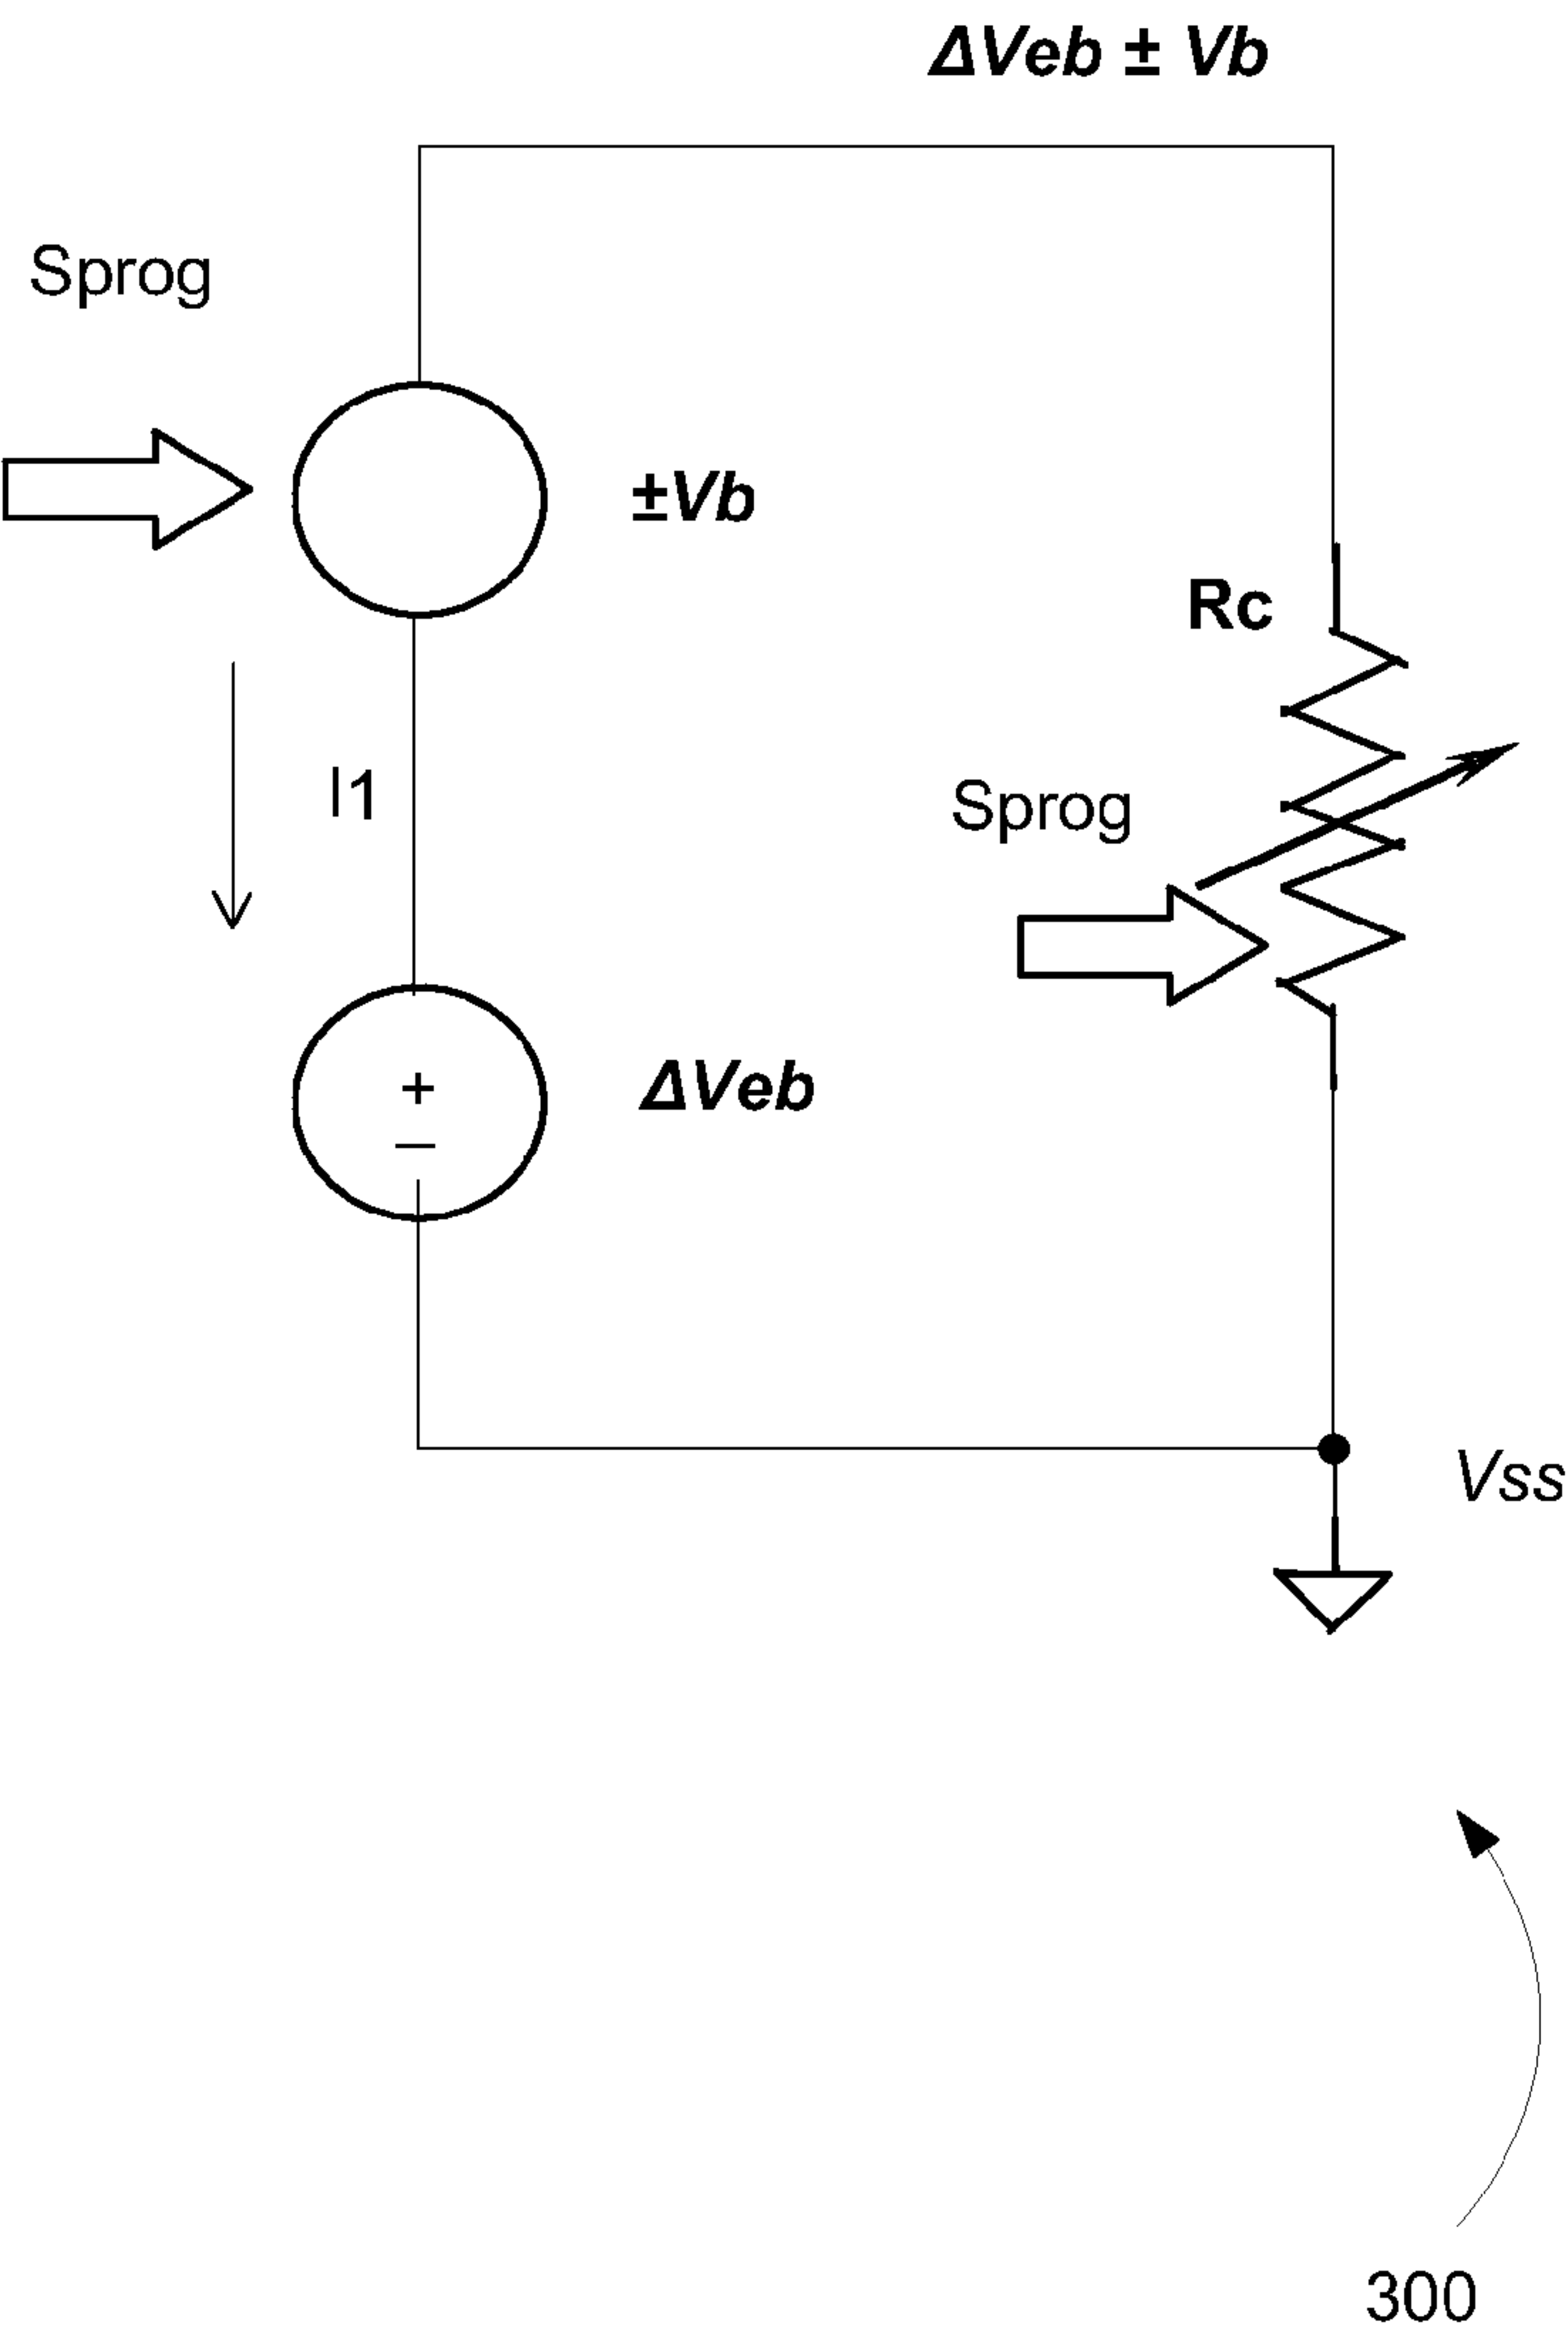 ΔVeb ± Vb
Sprog
±Vb
Rc
I1
Sprog
ΔVeb
+
–
Vss
300